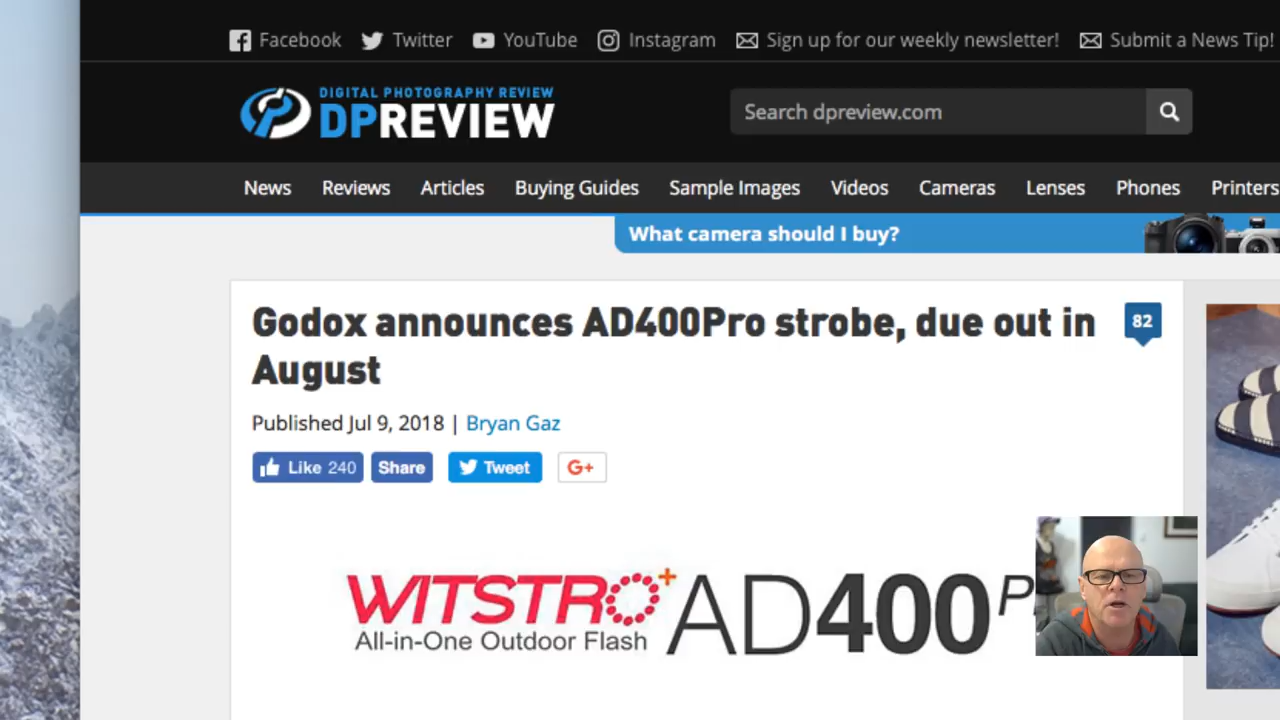 Facebook Twitter YouTube Instagram Sign up for our weekly newsletter! Submit a News Tip!
DIGITAL PHOTOGRAPHY REVIEW
DPREVIEW
Search dpreview.com
News Reviews Articles Buying Guides Sample Images Videos Cameras Lenses Phones Printers
What camera should I buy?
Godox announces AD400Pro strobe, due out in
August
82
Published Jul 9, 2018 | Bryan Gaz
Like 240 Share Tweet G+
WITSTRO+ AD400P
All-in-One Outdoor Flash